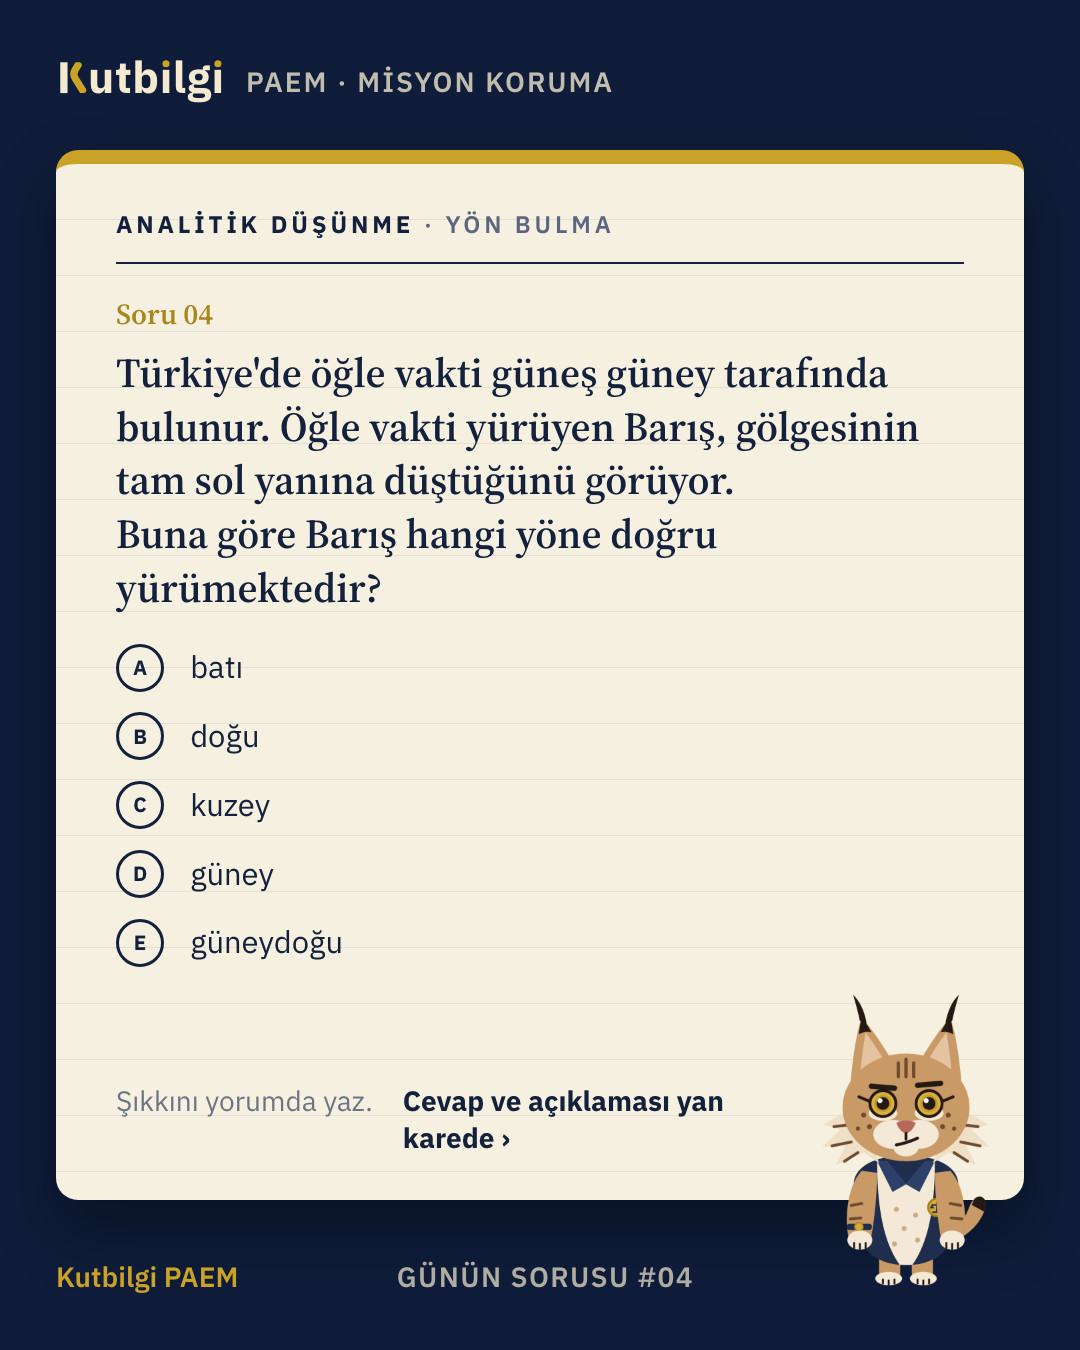 Kutbilgi PAEM · MİSYON KORUMA
ANALİTİK DÜŞÜNME · YÖN BULMA
Soru 04
Türkiye'de öğle vakti güneş güney tarafında
bulunur. Öğle vakti yürüyen Barış, gölgesinin
tam sol yanına düştüğünü görüyor.
Buna göre Barış hangi yöne doğru
yürümektedir?
A batı
B doğu
C kuzey
D güney
E güneydoğu
Şıkkını yorumda yaz. Cevap ve açıklaması yan
karede ›
Kutbilgi PAEM GÜNÜN SORUSU #04